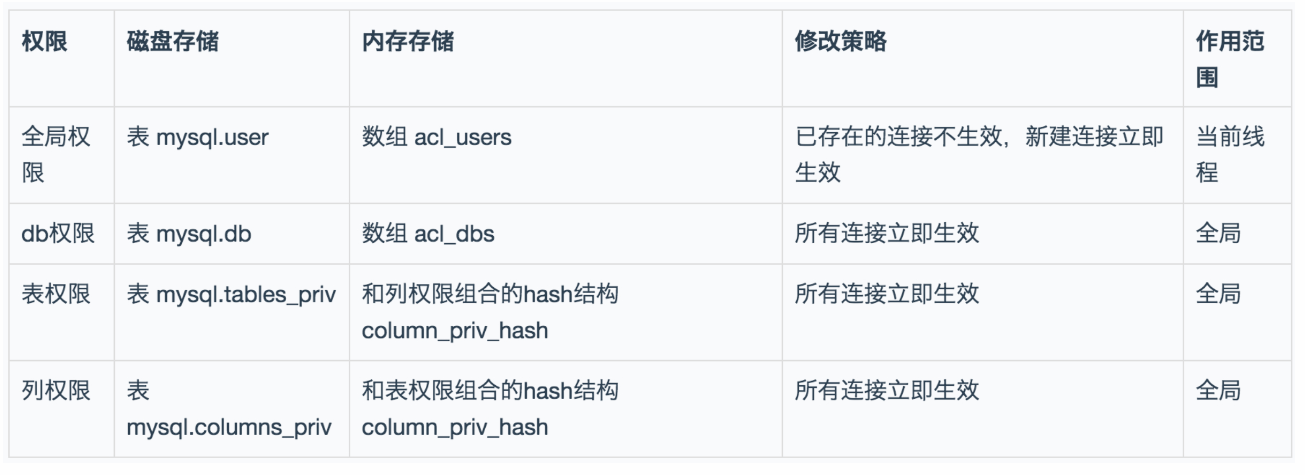 权限 磁盘存储 内存存储 修改策略 作用范
围
全局权 表 mysql.user 数组 acl_users 已存在的连接不生效，新建连接立即 当前线
限 生效 程
db权限 表 mysql.db 数组 acl_dbs 所有连接立即生效 全局
表权限 表 mysql.tables_priv 和列权限组合的hash结构 所有连接立即生效 全局
column_priv_hash
列权限 表 和表权限组合的hash结构 所有连接立即生效 全局
mysql.columns_priv column_priv_hash